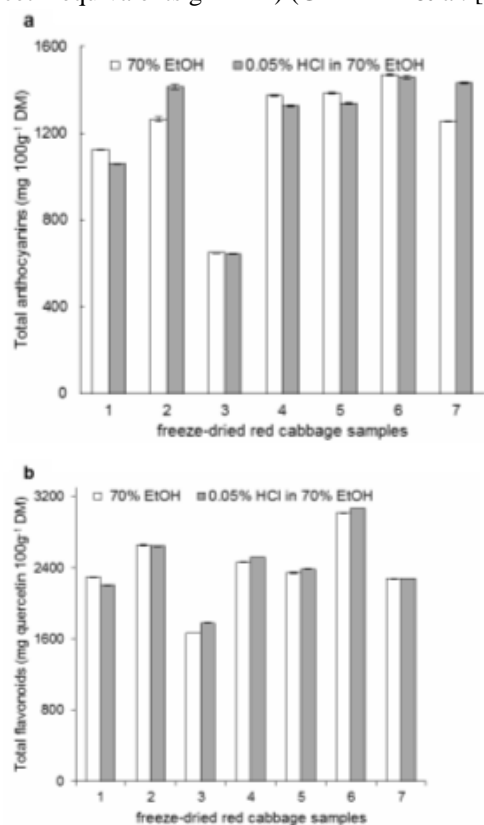 a
70% EtOH 0.05% HCl in 70% EtOH
1600
1200
800
400
0
Total anthocyanins (mg 100g⁻¹ DM)
1 2 3 4 5 6 7
freeze-dried red cabbage samples
b
70% EtOH 0.05% HCl in 70% EtOH
3200
2400
1600
800
0
Total flavonoids (mg quercetin 100g⁻¹ DM)
1 2 3 4 5 6 7
freeze-dried red cabbage samples